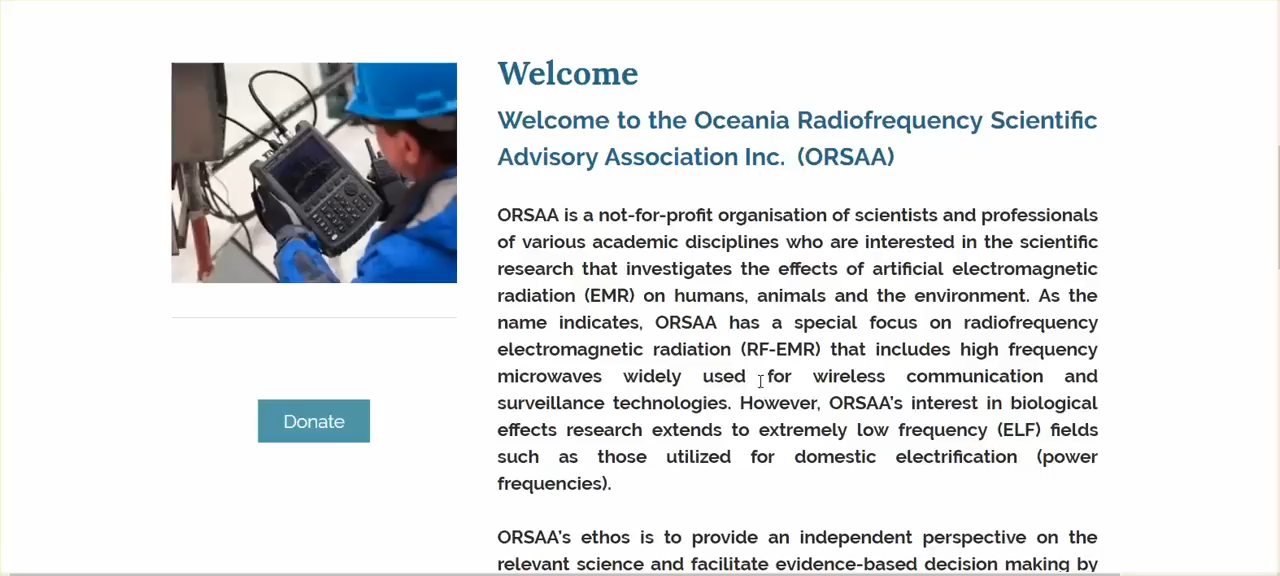 Welcome
Welcome to the Oceania Radiofrequency Scientific
Advisory Association Inc. (ORSAA)
ORSAA is a not-for-profit organisation of scientists and professionals
of various academic disciplines who are interested in the scientific
research that investigates the effects of artificial electromagnetic
radiation (EMR) on humans, animals and the environment. As the
name indicates, ORSAA has a special focus on radiofrequency
electromagnetic radiation (RF-EMR) that includes high frequency
microwaves widely used for wireless communication and
surveillance technologies. However, ORSAA’s interest in biological
effects research extends to extremely low frequency (ELF) fields
such as those utilized for domestic electrification (power
frequencies).
Donate
ORSAA’s ethos is to provide an independent perspective on the
relevant science and facilitate evidence-based decision making by